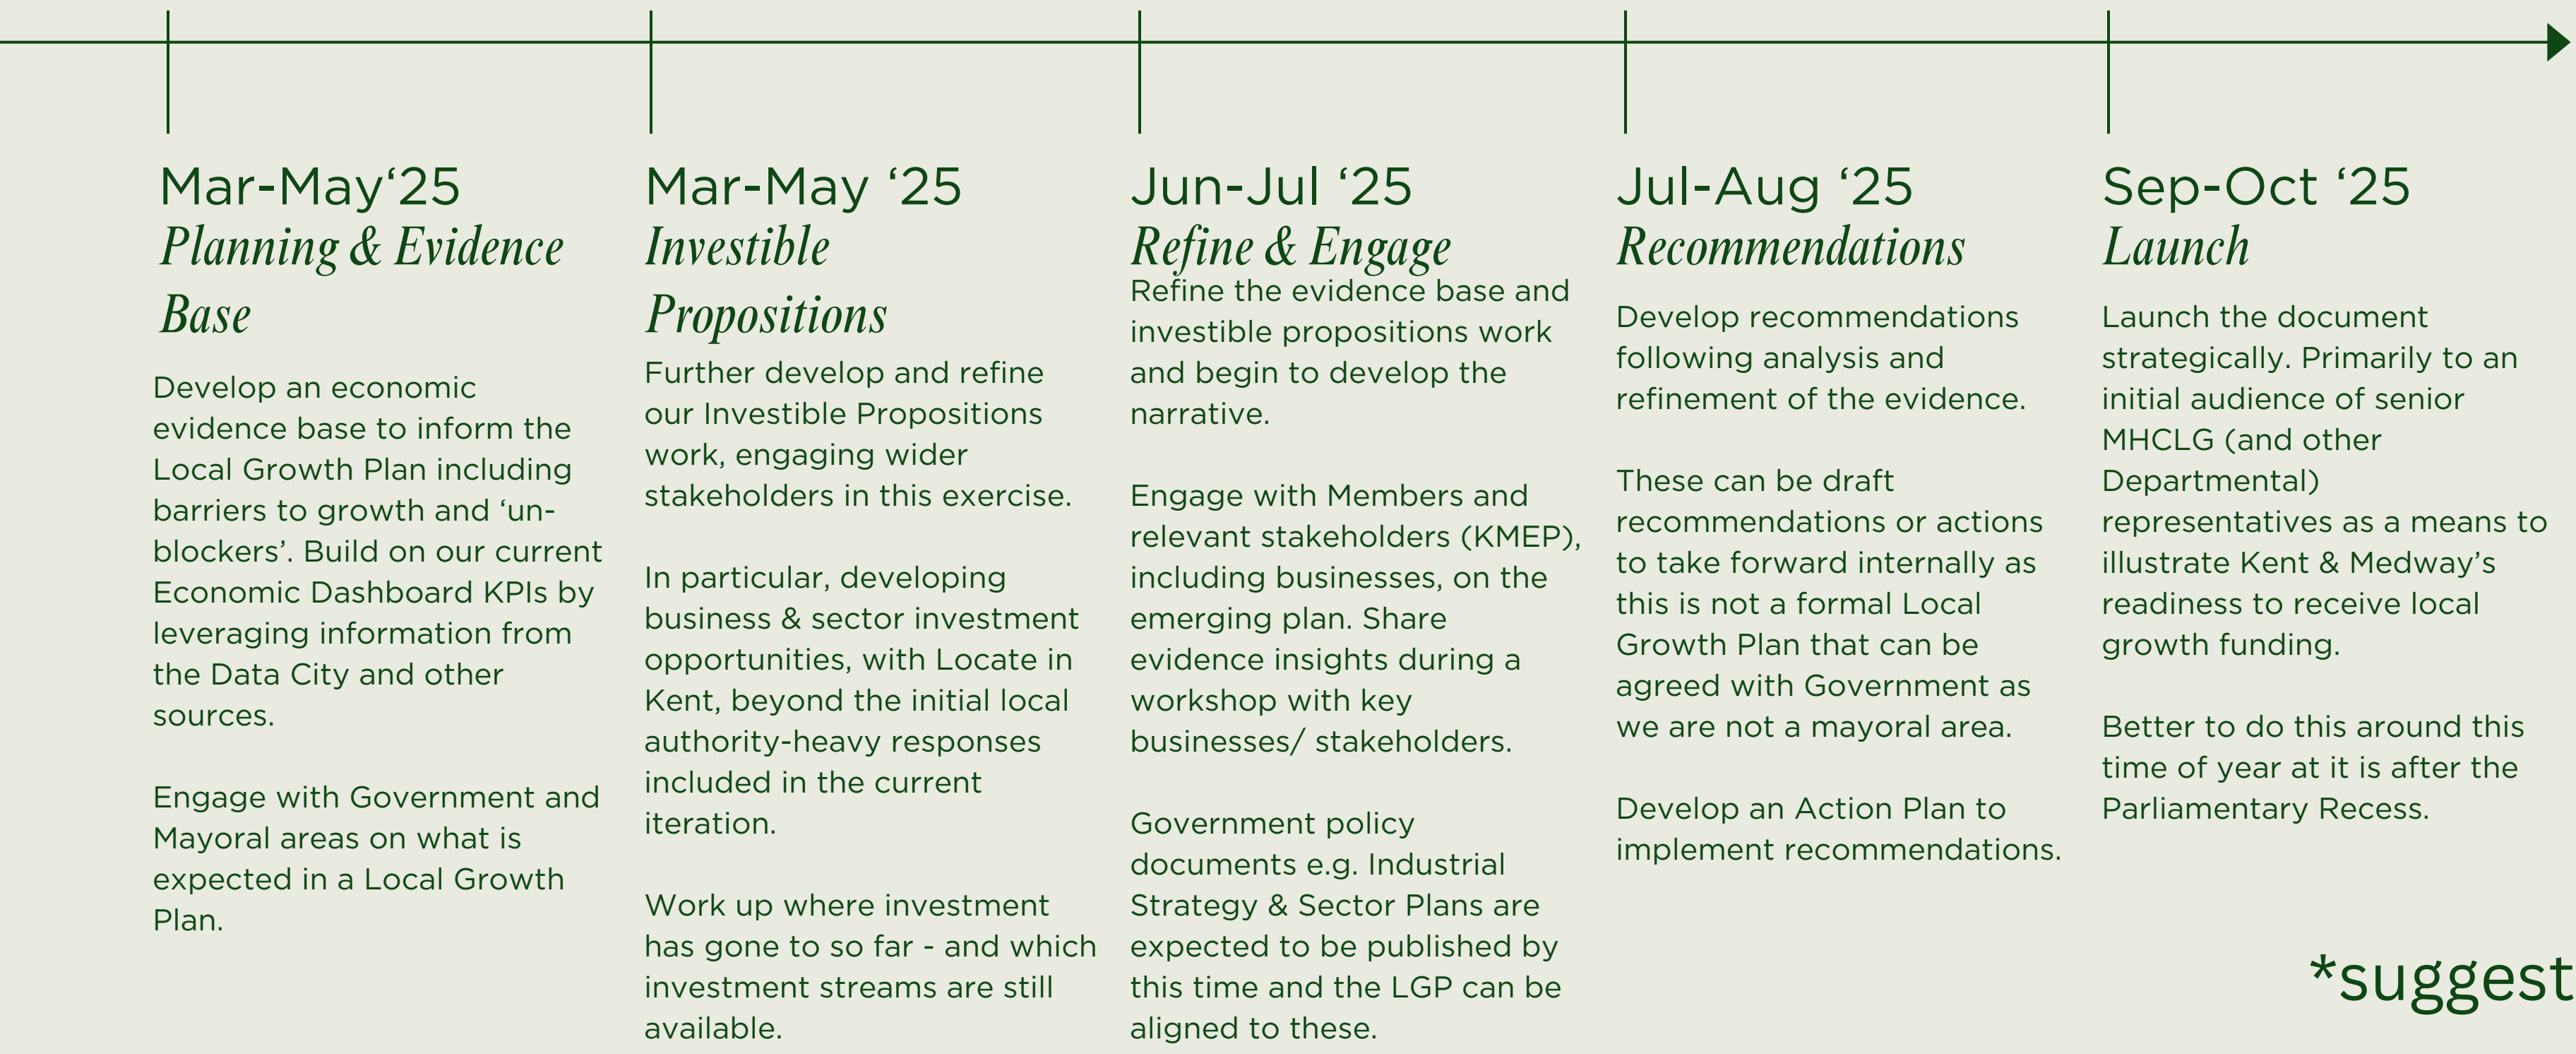 Mar-May‘25
Planning & Evidence
Base
Develop an economic
evidence base to inform the
Local Growth Plan including
barriers to growth and ‘un-
blockers’. Build on our current
Economic Dashboard KPIs by
leveraging information from
the Data City and other
sources.
Engage with Government and
Mayoral areas on what is
expected in a Local Growth
Plan.
Mar-May ‘25
Investible
Propositions
Further develop and refine
our Investible Propositions
work, engaging wider
stakeholders in this exercise.
In particular, developing
business & sector investment
opportunities, with Locate in
Kent, beyond the initial local
authority-heavy responses
included in the current
iteration.
Work up where investment
has gone to so far - and which
investment streams are still
available.
Jun-Jul ‘25
Refine & Engage
Refine the evidence base and
investible propositions work
and begin to develop the
narrative.
Engage with Members and
relevant stakeholders (KMEP),
including businesses, on the
emerging plan. Share
evidence insights during a
workshop with key
businesses/ stakeholders.
Government policy
documents e.g. Industrial
Strategy & Sector Plans are
expected to be published by
this time and the LGP can be
aligned to these.
Jul-Aug ‘25
Recommendations
Develop recommendations
following analysis and
refinement of the evidence.
These can be draft
recommendations or actions
to take forward internally as
this is not a formal Local
Growth Plan that can be
agreed with Government as
we are not a mayoral area.
Develop an Action Plan to
implement recommendations.
Sep-Oct ‘25
Launch
Launch the document
strategically. Primarily to an
initial audience of senior
MHCLG (and other
Departmental)
representatives as a means to
illustrate Kent & Medway’s
readiness to receive local
growth funding.
Better to do this around this
time of year at it is after the
Parliamentary Recess.
*suggest